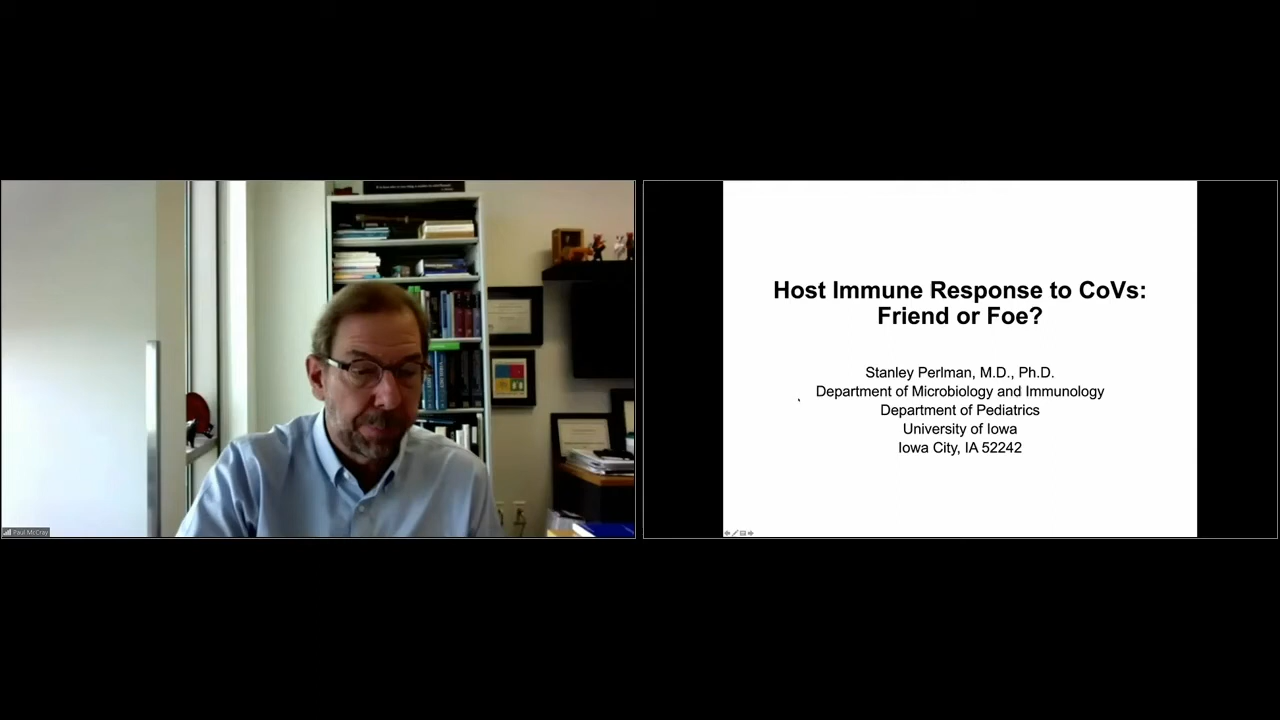 Paul McCray
Host Immune Response to CoVs:
Friend or Foe?
Stanley Perlman, M.D., Ph.D.
Department of Microbiology and Immunology
Department of Pediatrics
University of Iowa
Iowa City, IA 52242